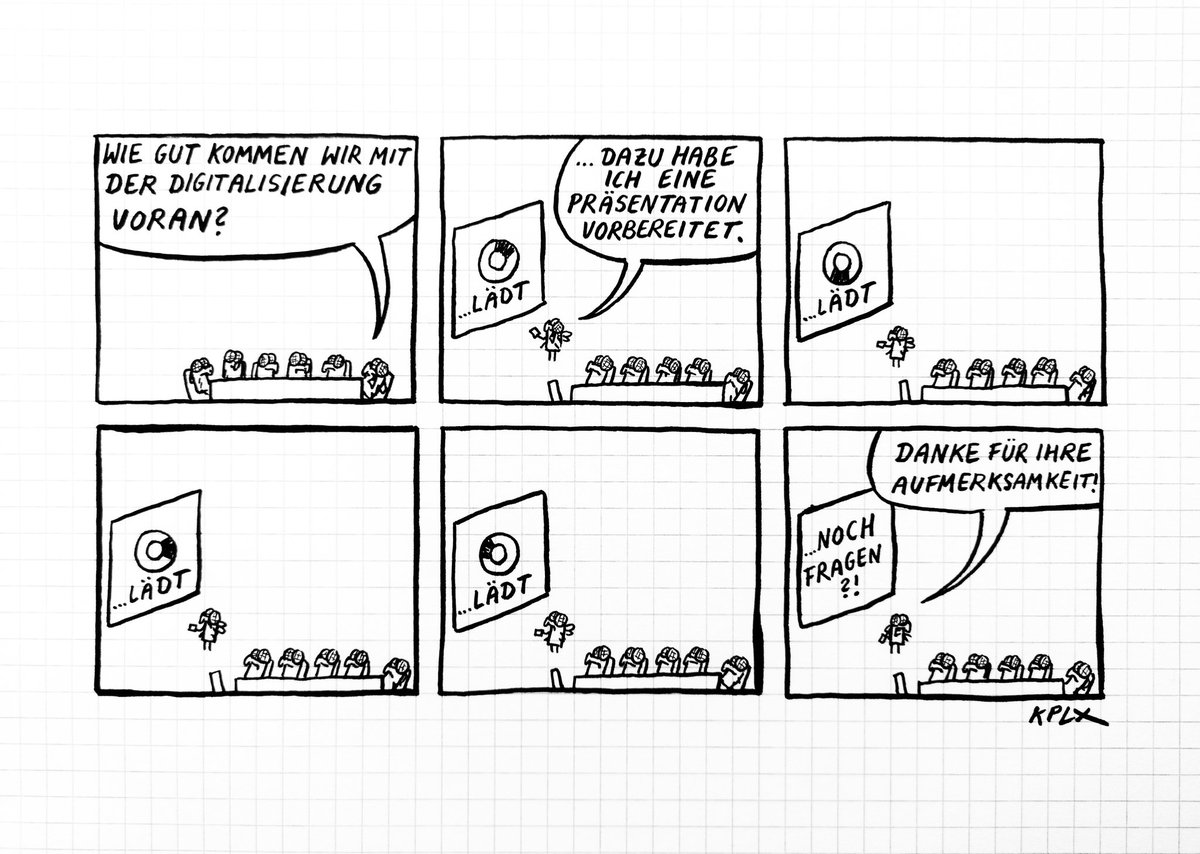 WIE GUT KOMMEN WIR MIT
DER DIGITALISIERUNG
VORAN?
... DAZU HABE
ICH EINE
PRÄSENTATION
VORBEREITET.
...LÄDT
...LÄDT
...LÄDT
...LÄDT
DANKE FÜR IHRE
AUFMERKSAMKEIT!
...NOCH
FRAGEN
?!
KPLX